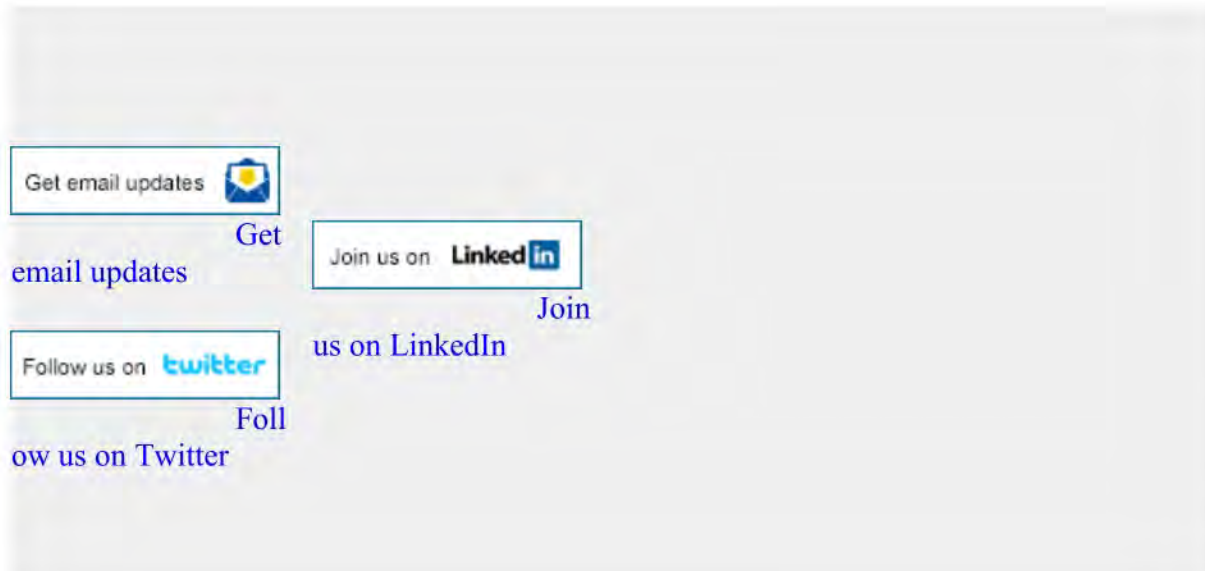 Get email updates
Get
email updates
Join us on Linked in
Join
us on LinkedIn
Follow us on twitter
Foll
ow us on Twitter